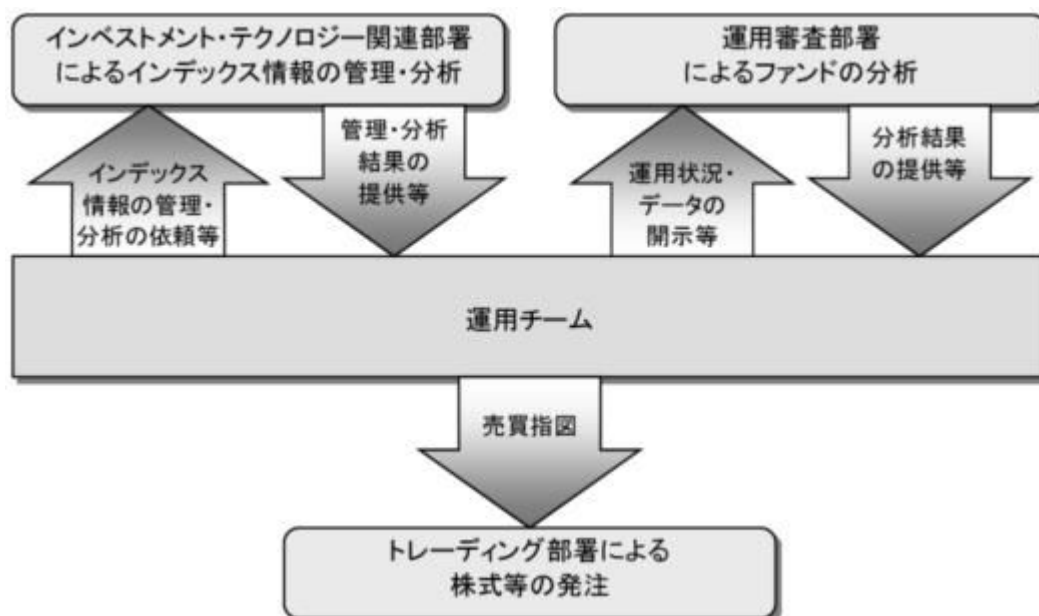 インベストメント・テクノロジー関連部署
によるインデックス情報の管理・分析
運用審査部署
によるファンドの分析
インデックス
情報の管理・
分析の依頼等
管理・分析
結果の
提供等
運用状況・
データの
開示等
分析結果
の提供等
運用チーム
売買指図
トレーディング部署による
株式等の発注